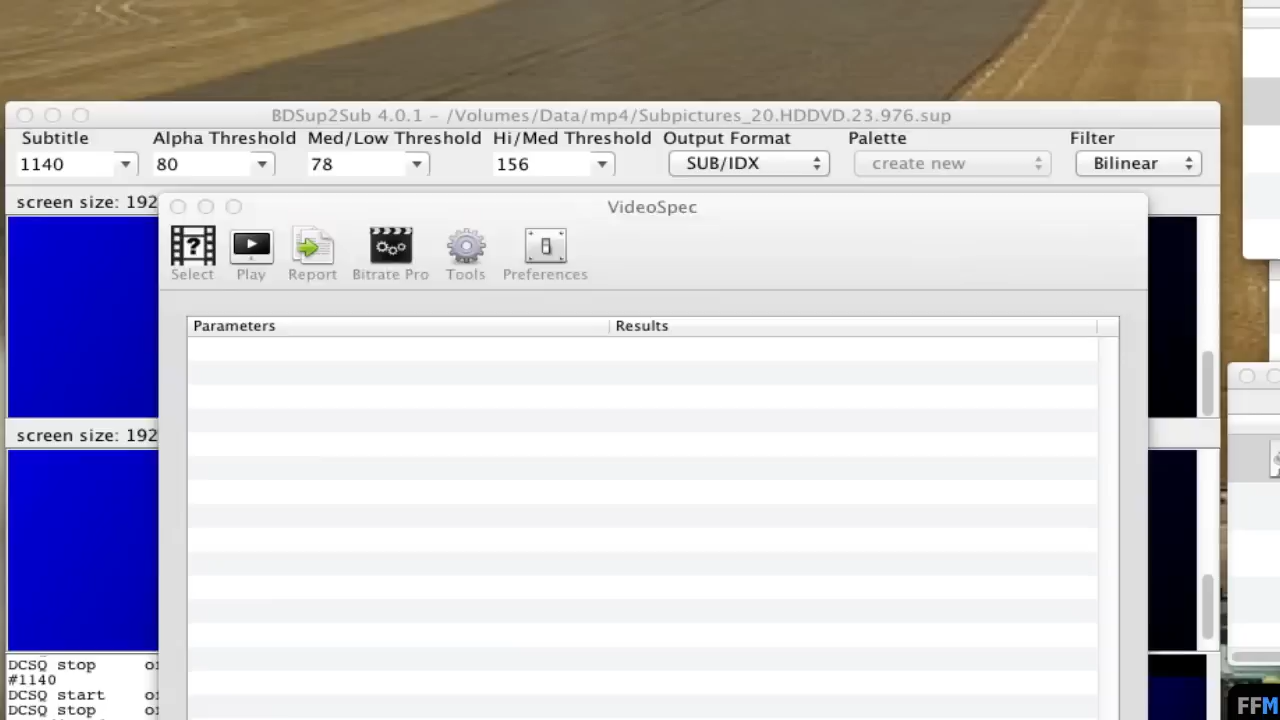 BDSup2Sub 4.0.1 – /Volumes/Data/mp4/Subpictures_20.HDDVD.23.976.sup
Subtitle Alpha Threshold Med/Low Threshold Hi/Med Threshold Output Format Palette Filter
1140 80 78 156 SUB/IDX create new Bilinear
screen size: 192
VideoSpec
Select Play Report Bitrate Pro Tools Preferences
Parameters Results
screen size: 192
DCSQ stop
#1140
DCSQ start
DCSQ stop
FFM